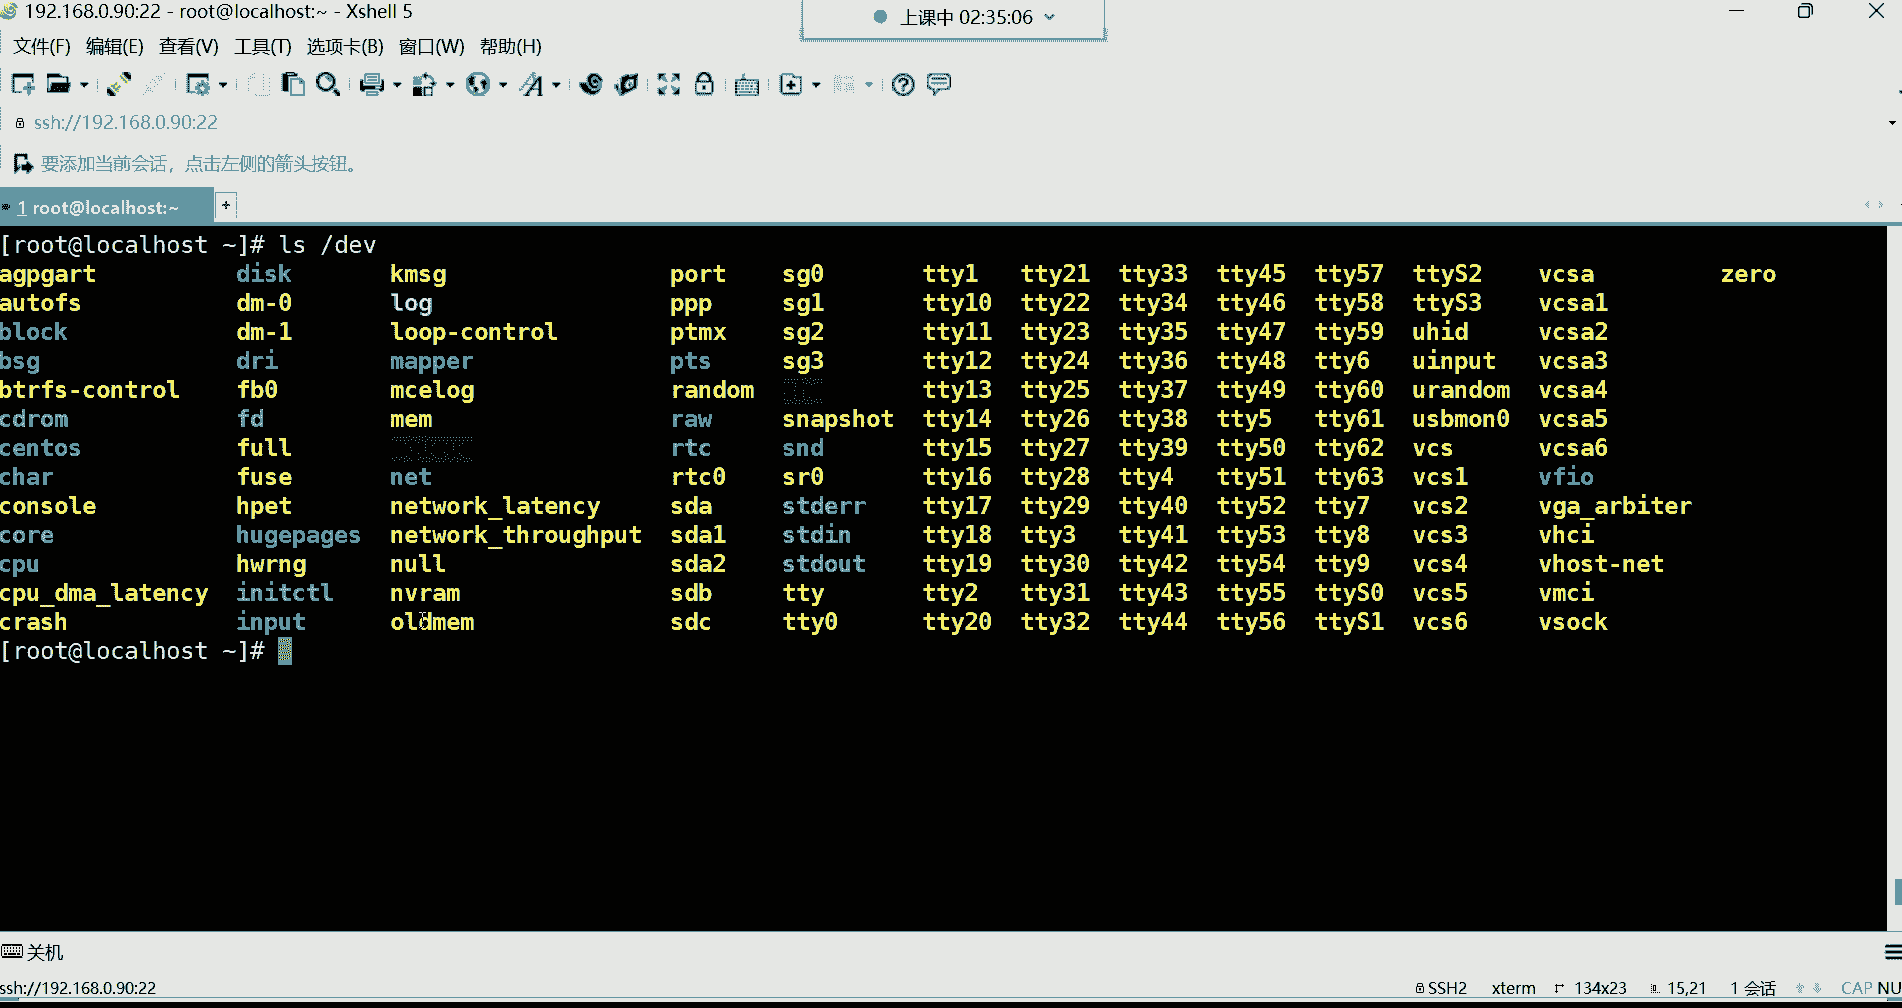 192.168.0.90:22 - root@localhost:~ - Xshell 5
上课中 02:35:06
文件(F) 编辑(E) 查看(V) 工具(T) 选项卡(B) 窗口(W) 帮助(H)
ssh://192.168.0.90:22
要添加当前会话，点击左侧的箭头按钮。
1 root@localhost:~ +
[root@localhost ~]# ls /dev
agpgart disk kmsg port sg0 tty1 tty21 tty33 tty45 tty57 ttyS2 vcsa zero
autofs dm-0 log ppp sg1 tty10 tty22 tty34 tty46 tty58 ttyS3 vcsa1
block dm-1 loop-control ptmx sg2 tty11 tty23 tty35 tty47 tty59 uhid vcsa2
bsg dri mapper pts sg3 tty12 tty24 tty36 tty48 tty6 uinput vcsa3
btrfs-control fb0 mcelog random tty13 tty25 tty37 tty49 tty60 urandom vcsa4
cdrom fd mem raw snapshot tty14 tty26 tty38 tty5 tty61 usbmon0 vcsa5
centos full rtc snd tty15 tty27 tty39 tty50 tty62 vcs vcsa6
char fuse net rtc0 sr0 tty16 tty28 tty4 tty51 tty63 vcs1 vfio
console hpet network_latency sda stderr tty17 tty29 tty40 tty52 tty7 vcs2 vga_arbiter
core hugepages network_throughput sda1 stdin tty18 tty3 tty41 tty53 tty8 vcs3 vhci
cpu hwrng null sda2 stdout tty19 tty30 tty42 tty54 tty9 vcs4 vhost-net
cpu_dma_latency initctl nvram sdb tty tty2 tty31 tty43 tty55 ttyS0 vcs5 vmci
crash input oldmem sdc tty0 tty20 tty32 tty44 tty56 ttyS1 vcs6 vsock
[root@localhost ~]#
关机
ssh://192.168.0.90:22 SSH2 xterm 134x23 15,21 1 会话 CAP NU